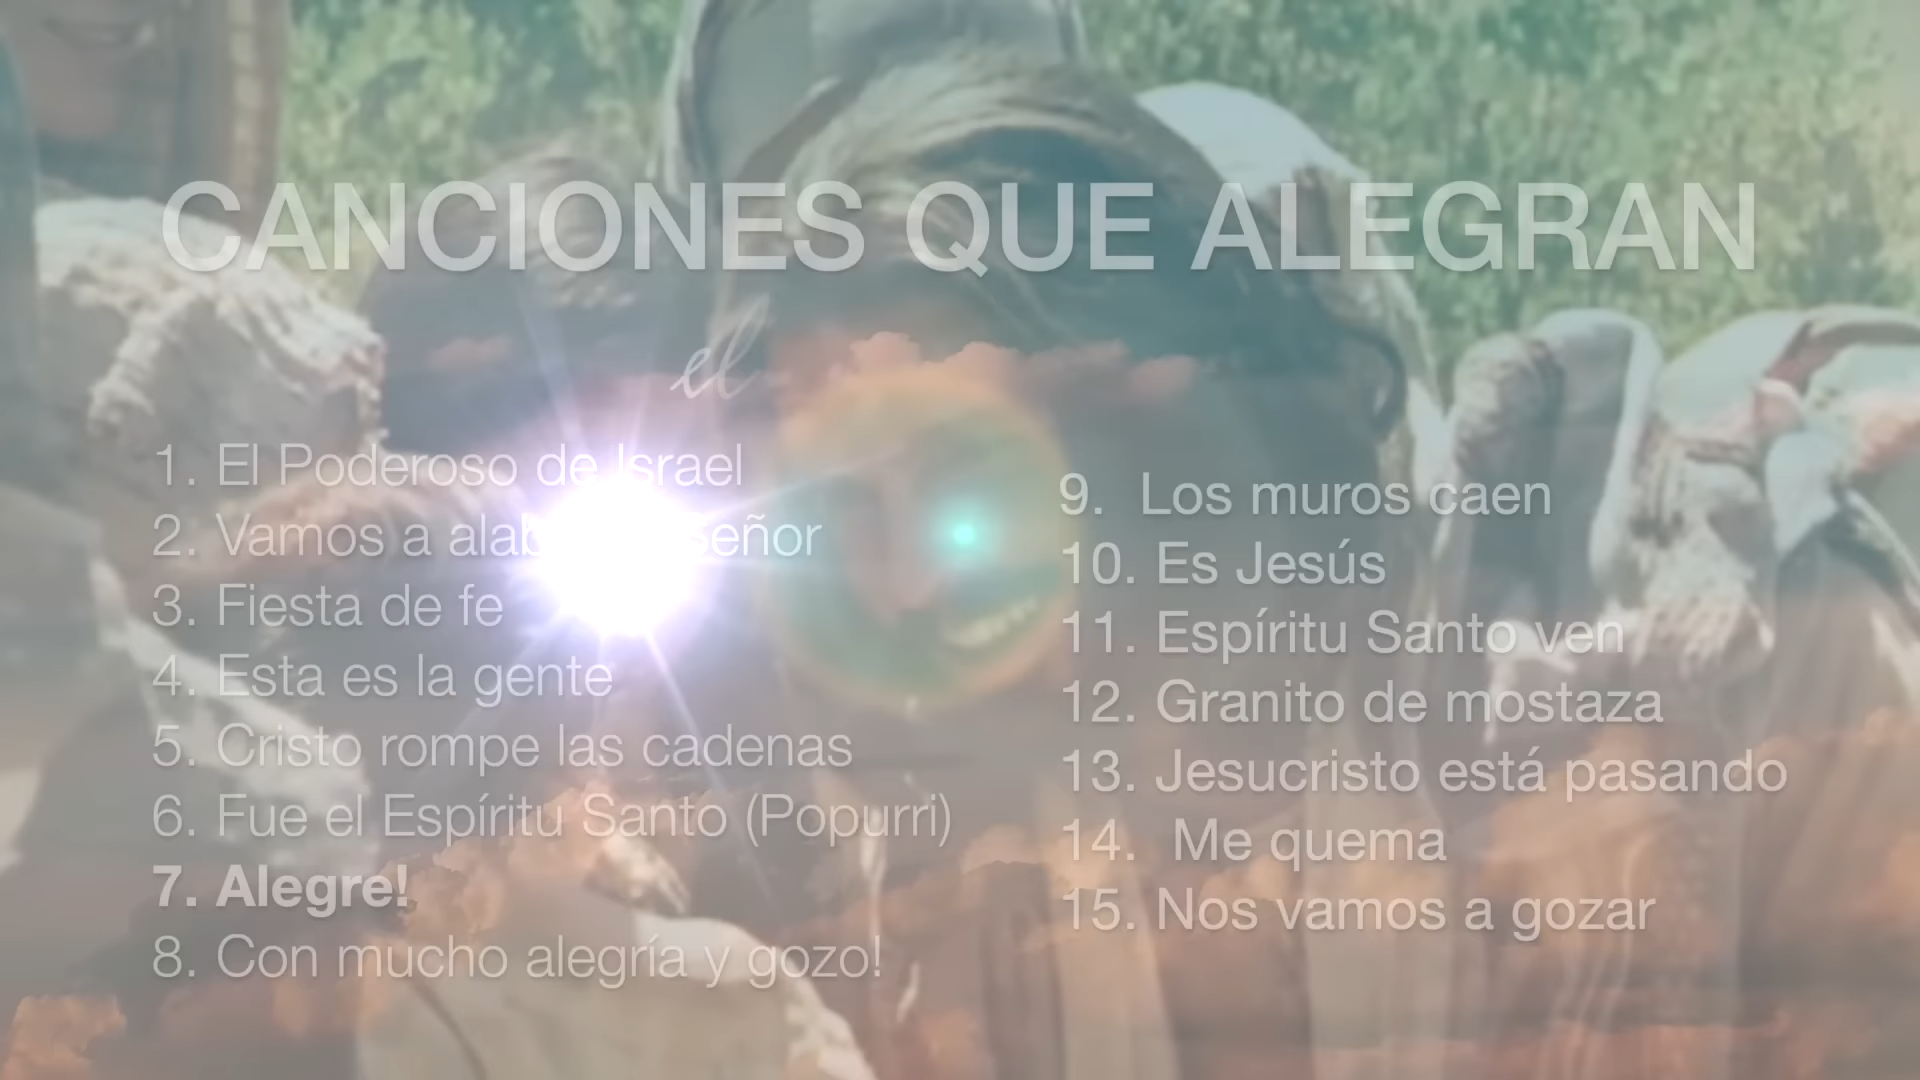 CANCIONES QUE ALEGRAN
el
1. El Poderoso de Israel
2. Vamos a alab señor
3. Fiesta de fe
4. Esta es la gente
5. Cristo rompe las cadenas
6. Fue el Espíritu Santo (Popurri)
7. Alegre!
8. Con mucho alegría y gozo!
9. Los muros caen
10. Es Jesús
11. Espíritu Santo ven
12. Granito de mostaza
13. Jesucristo está pasando
14. Me quema
15. Nos vamos a gozar